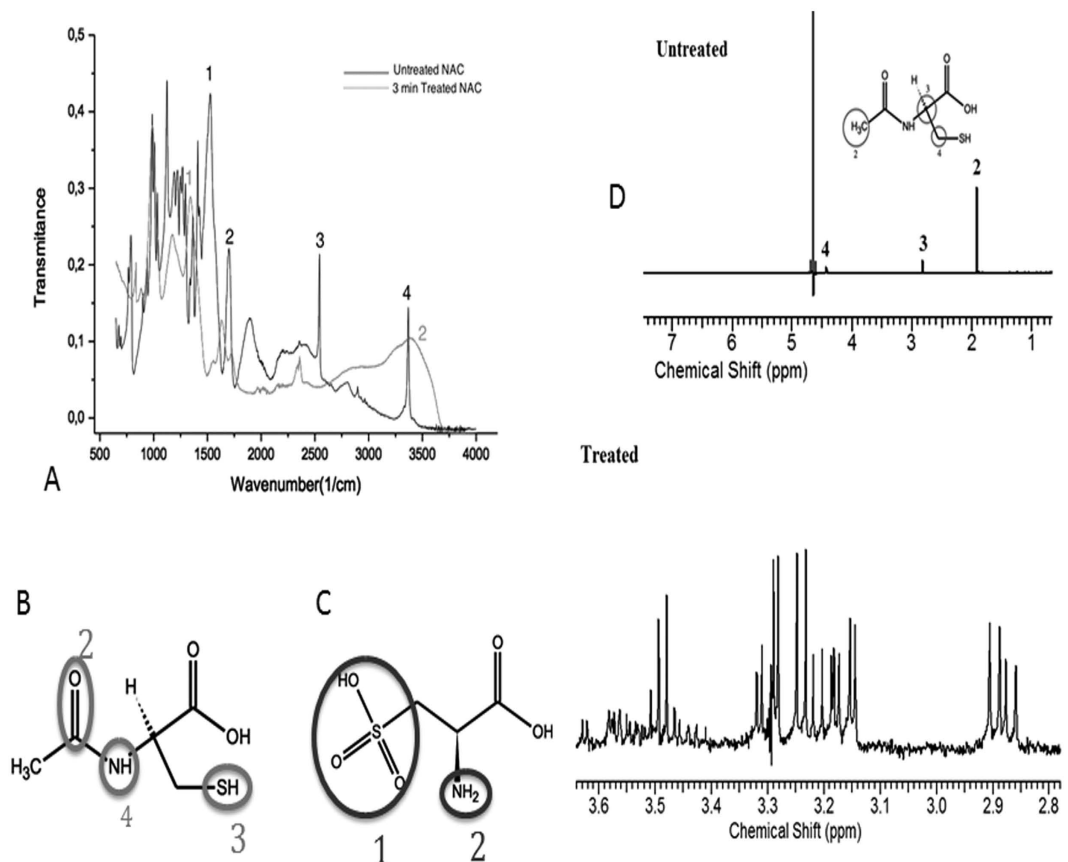 0,5
0,4
0,3
0,2
0,1
0,0
Transmitance
1
1
2
3
4
2
Untreated NAC
3 min Treated NAC
500 1000 1500 2000 2500 3000 3500 4000
Wavenumber(1/cm)
A
Untreated
O
H
3
O
OH
H₃C
2
NH
4
SH
D
4
3
2
7 6 5 4 3 2 1
Chemical Shift (ppm)
Treated
3.6 3.5 3.4 3.3 3.2 3.1 3.0 2.9 2.8
Chemical Shift (ppm)
B
2
O
H
O
OH
H₃C
NH
4
SH
3
C
HO
S
O
O
O
OH
NH₂
1
2